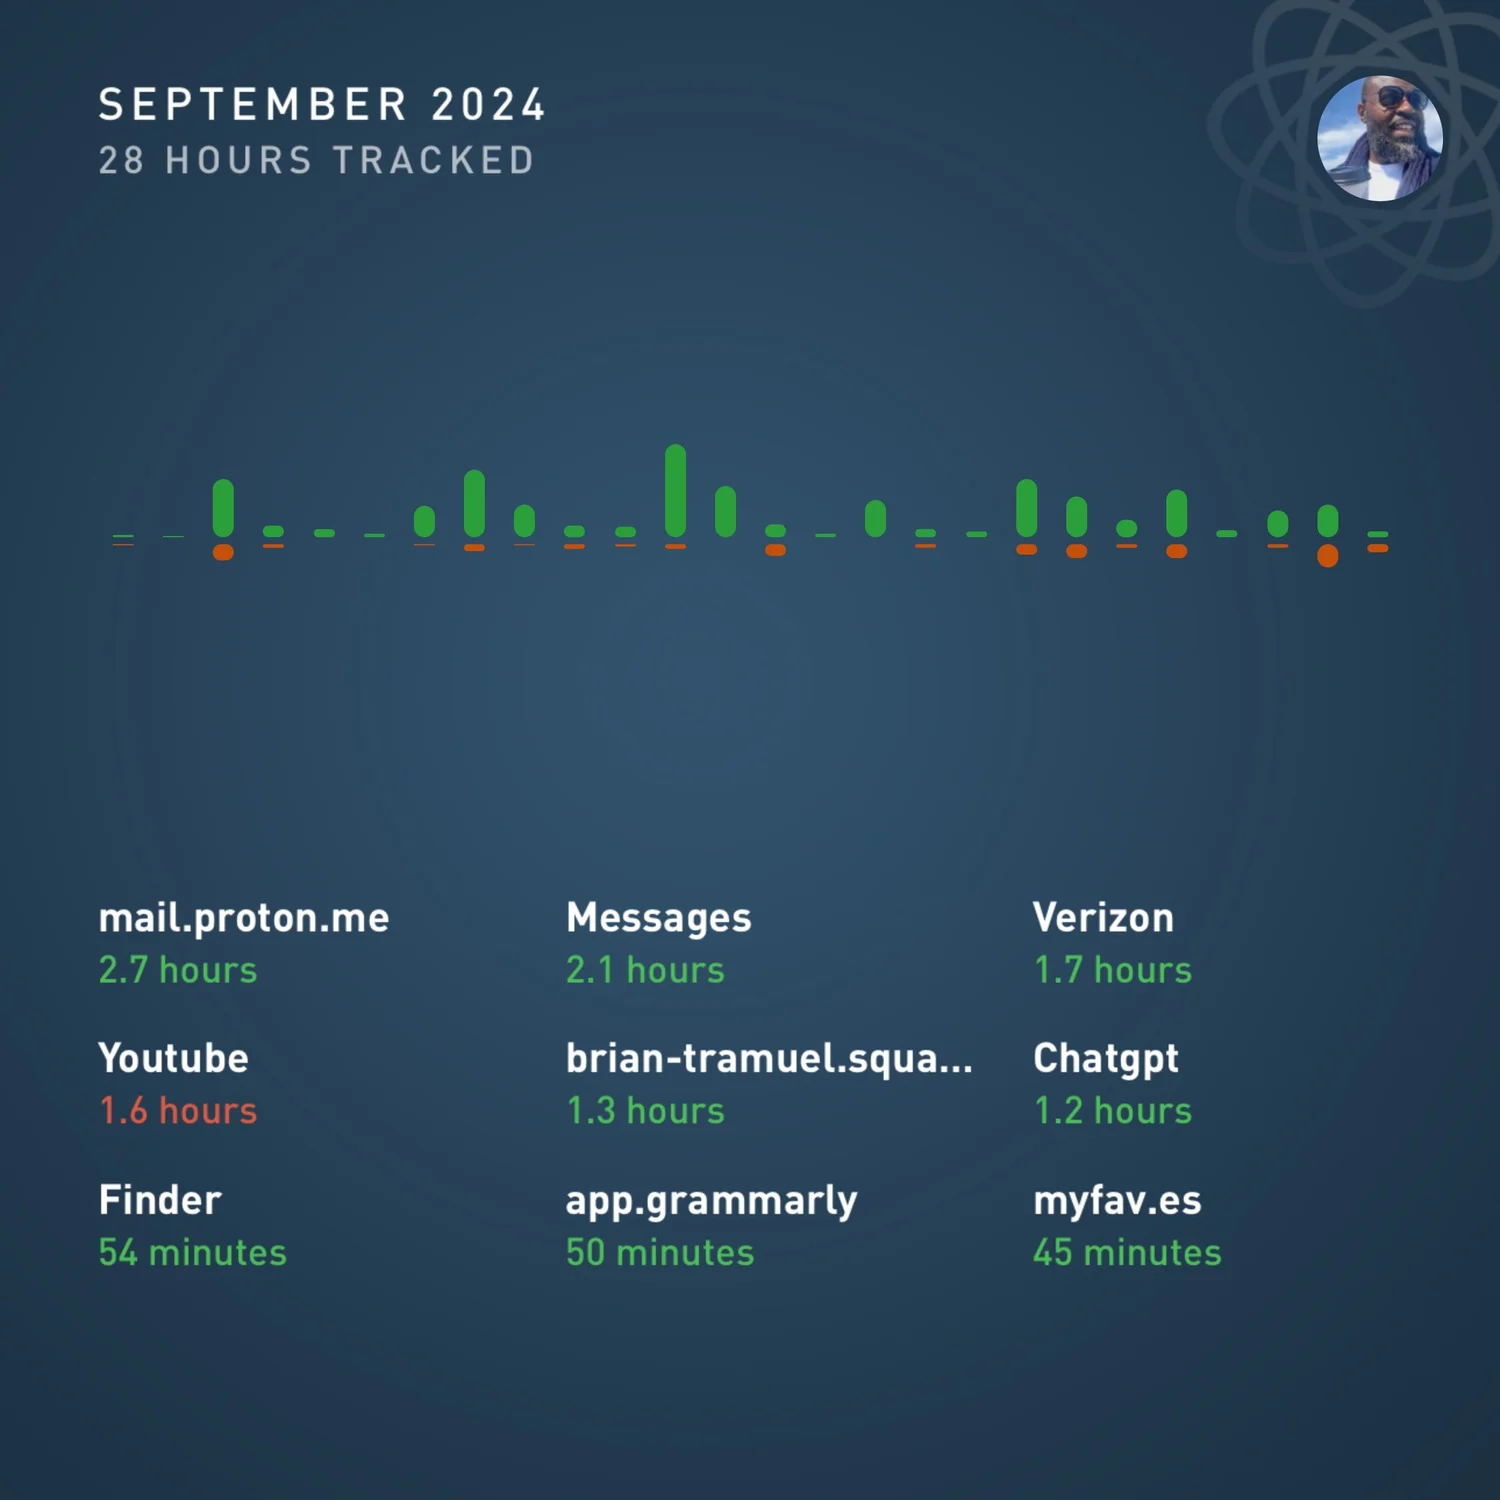 SEPTEMBER 2024
28 HOURS TRACKED
mail.proton.me
2.7 hours
Messages
2.1 hours
Verizon
1.7 hours
Youtube
1.6 hours
brian-tramuel.squa...
1.3 hours
Chatgpt
1.2 hours
Finder
54 minutes
app.grammarly
50 minutes
myfav.es
45 minutes